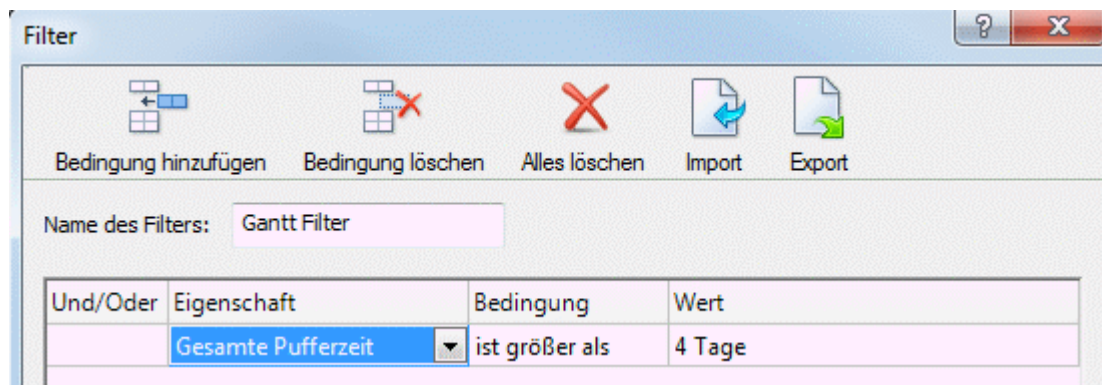 Filter
Bedingung hinzufügen Bedingung löschen Alles löschen Import Export
Name des Filters: Gantt Filter
Und/Oder Eigenschaft Bedingung Wert
Gesamte Pufferzeit ist größer als 4 Tage